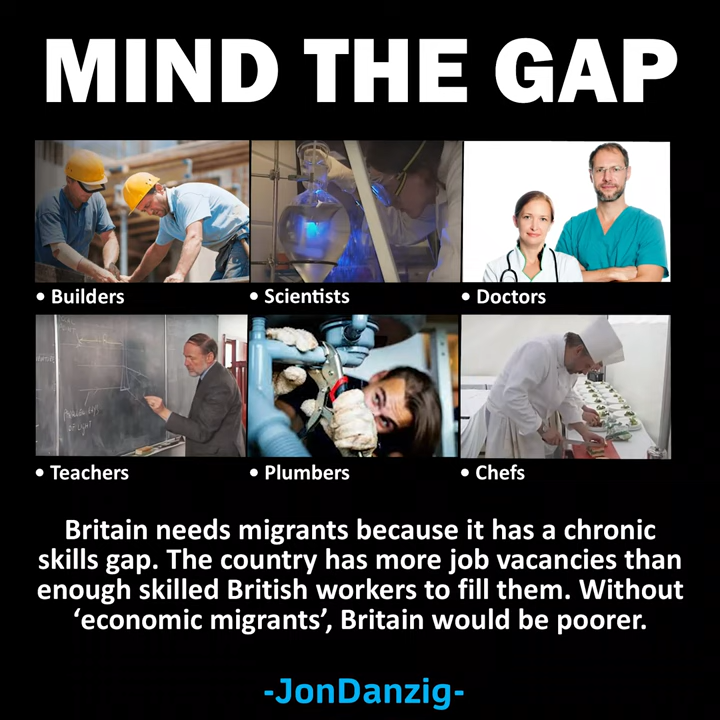 MIND THE GAP
• Builders
• Scientists
• Doctors
• Teachers
• Plumbers
• Chefs
Britain needs migrants because it has a chronic
skills gap. The country has more job vacancies than
enough skilled British workers to fill them. Without
‘economic migrants’, Britain would be poorer.
-JonDanzig-